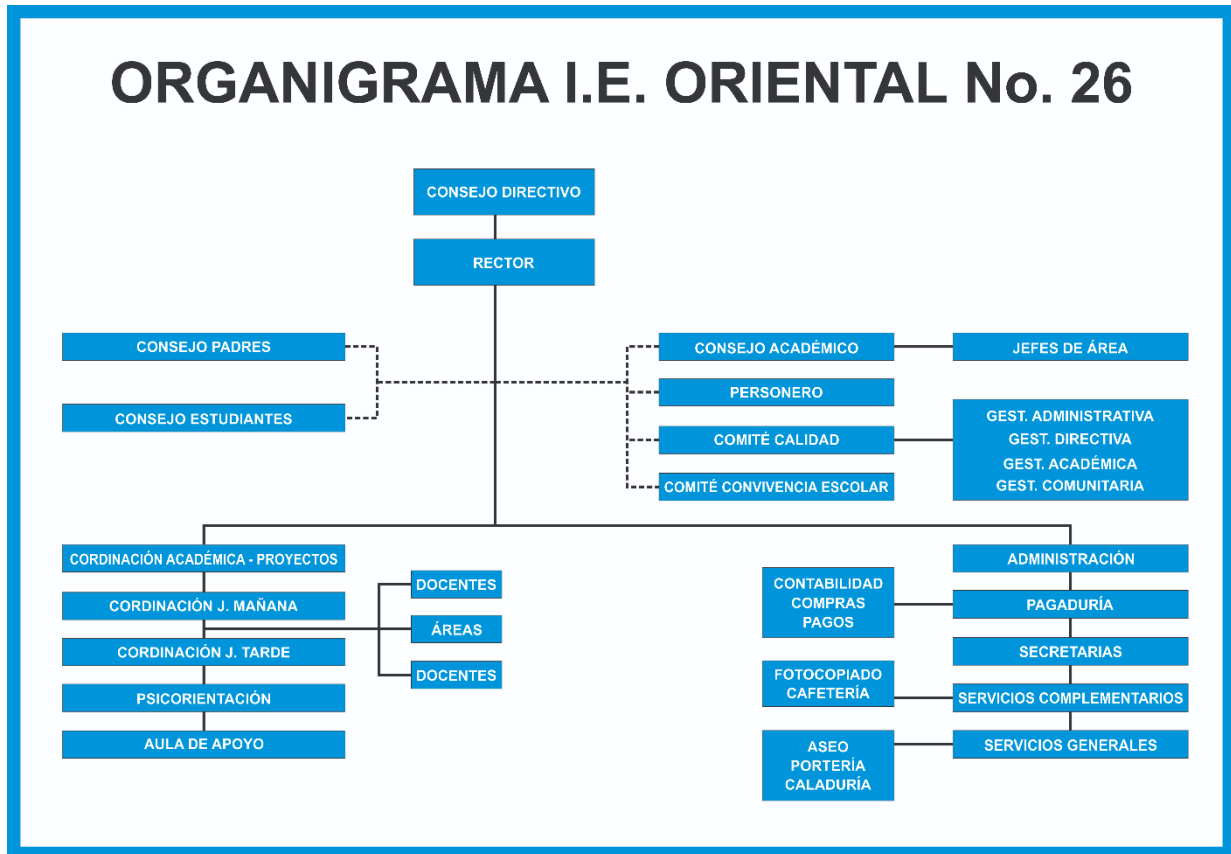 ORGANIGRAMA I.E. ORIENTAL No. 26
CONSEJO DIRECTIVO
RECTOR
CONSEJO PADRES
CONSEJO ESTUDIANTES
CONSEJO ACADÉMICO
JEFES DE ÁREA
PERSONERO
COMITÉ CALIDAD
GEST. ADMINISTRATIVA
GEST. DIRECTIVA
GEST. ACADÉMICA
GEST. COMUNITARIA
COMITÉ CONVIVENCIA ESCOLAR
CORDINACIÓN ACADÉMICA - PROYECTOS
CORDINACIÓN J. MAÑANA
CORDINACIÓN J. TARDE
PSICORIENTACIÓN
AULA DE APOYO
DOCENTES
ÁREAS
DOCENTES
CONTABILIDAD
COMPRAS
PAGOS
FOTOCOPIADO
CAFETERÍA
ASEO
PORTERÍA
CALADURÍA
ADMINISTRACIÓN
PAGADURÍA
SECRETARIAS
SERVICIOS COMPLEMENTARIOS
SERVICIOS GENERALES